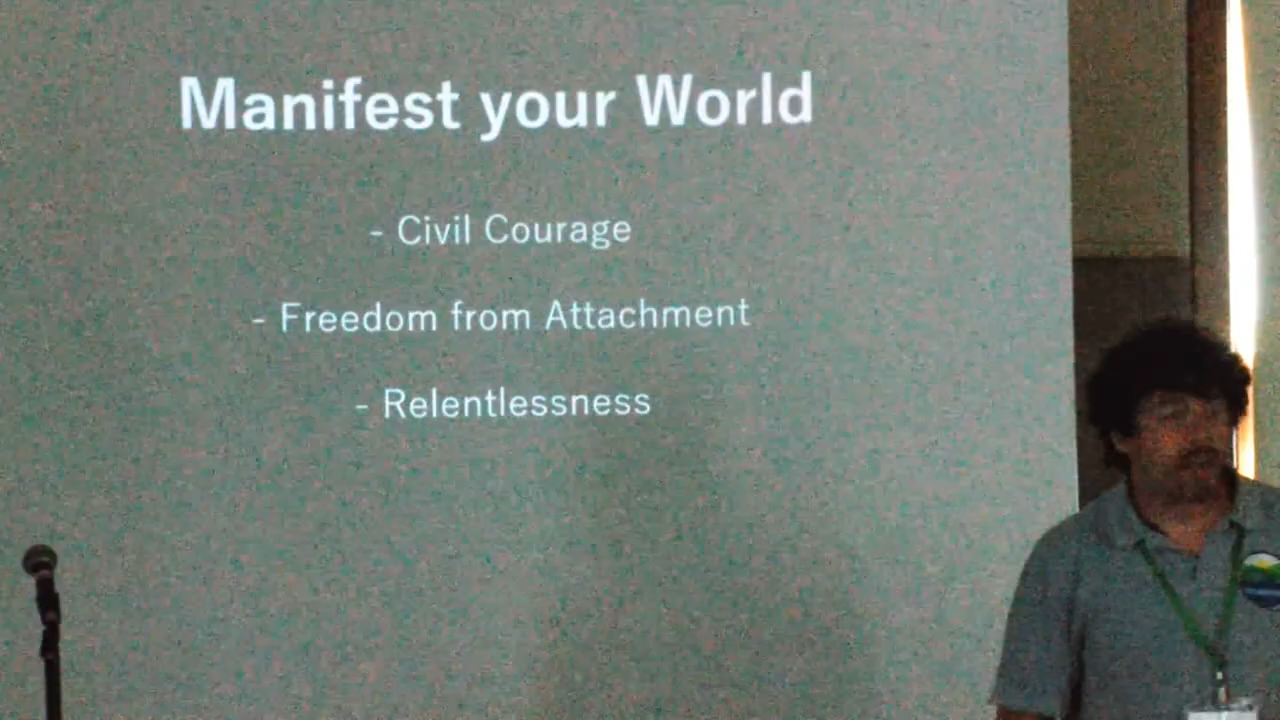 Manifest your World
- Civil Courage
- Freedom from Attachment
- Relentlessness